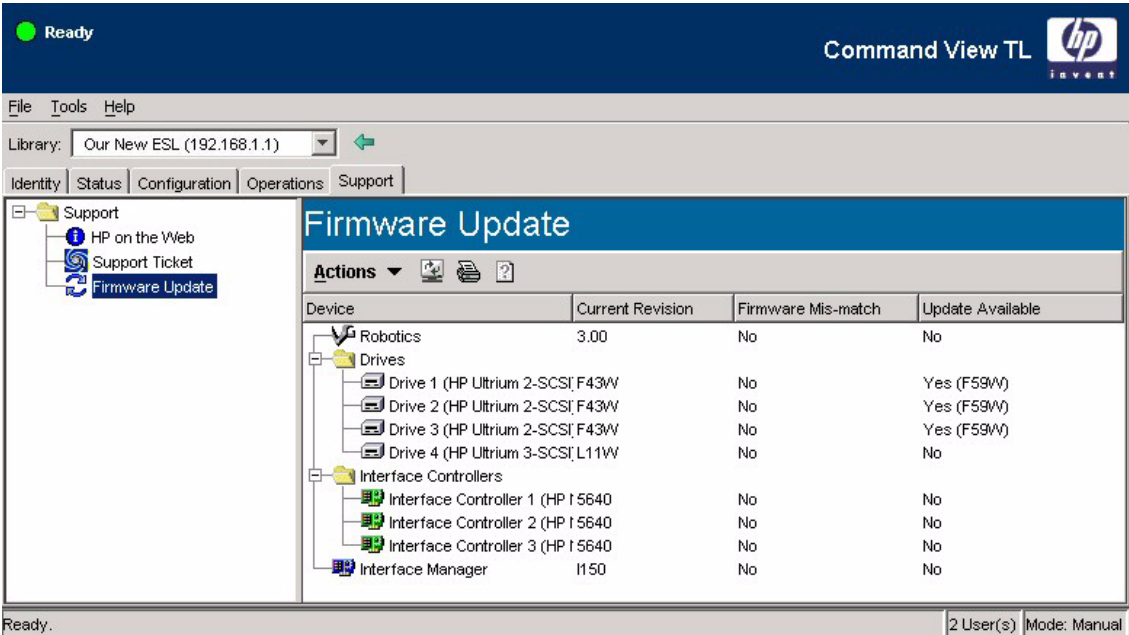 Ready
Command View TL
hp
invent
File Tools Help
Library: Our New ESL (192.168.1.1)
Identity Status Configuration Operations Support
Support
HP on the Web
Support Ticket
Firmware Update
Firmware Update
Actions
Device Current Revision Firmware Mis-match Update Available
Robotics 3.00 No No
Drives
Drive 1 (HP Ultrium 2-SCSI F43W No Yes (F59W)
Drive 2 (HP Ultrium 2-SCSI F43W No Yes (F59W)
Drive 3 (HP Ultrium 2-SCSI F43W No Yes (F59W)
Drive 4 (HP Ultrium 3-SCSI L11W No No
Interface Controllers
Interface Controller 1 (HP 5640 No No
Interface Controller 2 (HP 5640 No No
Interface Controller 3 (HP 5640 No No
Interface Manager I150 No No
Ready. 2 User(s) Mode: Manual